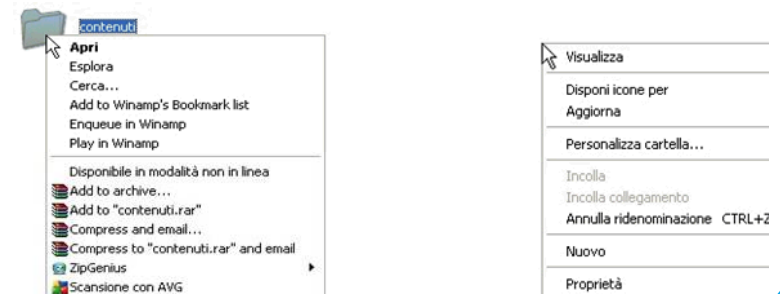 contenuti
Apri
Esplora
Cerca...
Add to Winamp's Bookmark list
Enqueue in Winamp
Play in Winamp
Disponibile in modalità non in linea
Add to archive...
Add to "contenuti.rar"
Compress and email...
Compress to "contenuti.rar" and email
ZipGenius
Scansione con AVG
Visualizza
Disponi icone per
Aggiorna
Personalizza cartella...
Incolla
Incolla collegamento
Annulla ridenominazione CTRL+Z
Nuovo
Proprietà